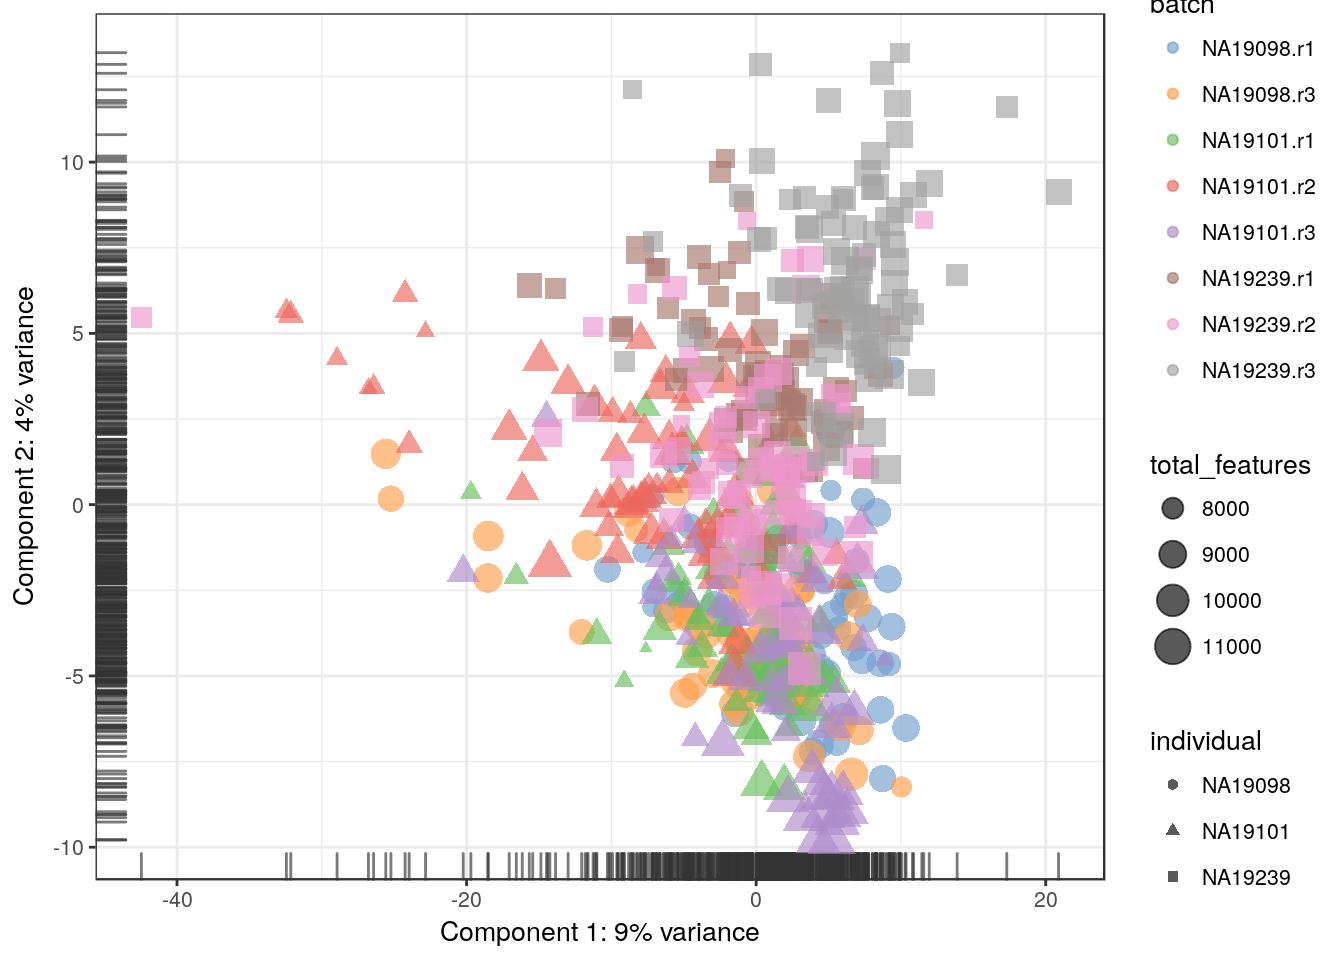 batch
NA19098.r1
NA19098.r3
NA19101.r1
NA19101.r2
NA19101.r3
NA19239.r1
NA19239.r2
NA19239.r3
total_features
8000
9000
10000
11000
individual
NA19098
NA19101
NA19239
10
5
0
-5
-10
Component 2: 4% variance
-40
-20
0
20
Component 1: 9% variance